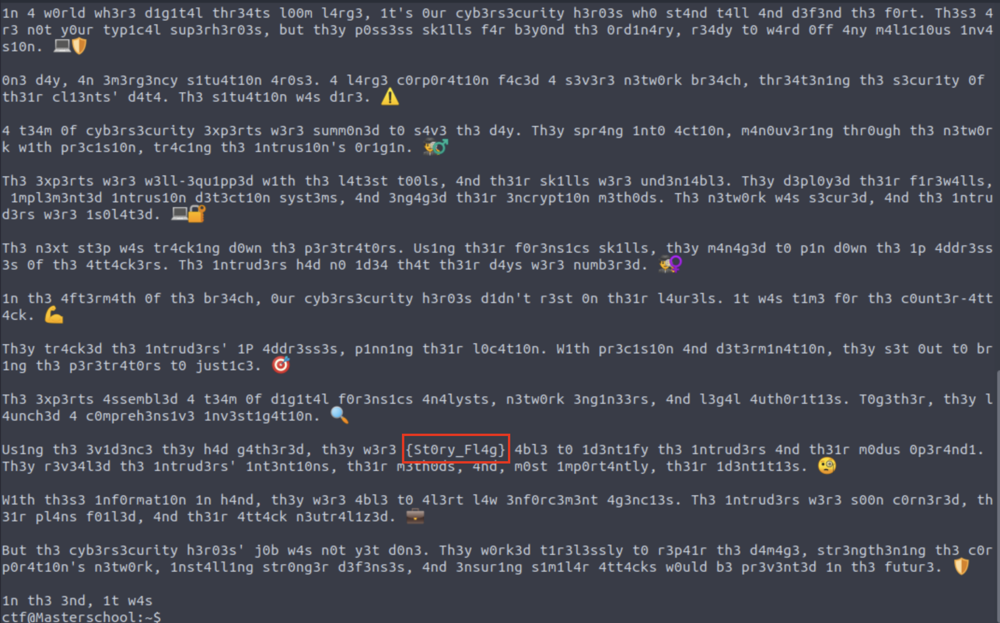 1n 4 w0rld wh3r3 d1g1t4l thr34ts l00m l4rg3, 1t's 0ur cyb3rs3curity h3r03s wh0 st4nd t4ll 4nd d3f3nd th3 f0rt. Th3s3 4
r3 n0t y0ur typ1c4l sup3rh3r03s, but th3y p0ss3ss sk1lls f4r b3y0nd th3 0rd1n4ry, r34dy t0 w4rd 0ff 4ny m4l1c10us 1nv4
s10n. 💻🛡️
0n3 d4y, 4n 3m3rg3ncy s1tu4t10n 4r0s3. 4 l4rg3 c0rp0r4t10n f4c3d 4 s3v3r3 n3tw0rk br34ch, thr34t3n1ng th3 s3cur1ty 0f
th31r cl13nts' d4t4. Th3 s1tu4t10n w4s d1r3. ⚠️
4 t34m 0f cyb3rs3curity 3xp3rts w3r3 summ0n3d t0 s4v3 th3 d4y. Th3y spr4ng 1nt0 4ct10n, m4n0uv3r1ng thr0ugh th3 n3tw0r
k w1th pr3c1s10n, tr4c1ng th3 1ntrus10n's 0r1g1n. 🕵️‍♂️
Th3 3xp3rts w3r3 w3ll-3qu1pp3d w1th th3 l4t3st t00ls, 4nd th31r sk1lls w3r3 und3n14bl3. Th3y d3pl0y3d th31r f1r3w4lls,
1mpl3m3nt3d 1ntrus10n d3t3ct10n syst3ms, 4nd 3ng4g3d th31r 3ncrypt10n m3th0ds. Th3 n3tw0rk w4s s3cur3d, 4nd th3 1ntru
d3rs w3r3 1s0l4t3d. 💻🔐
Th3 n3xt st3p w4s tr4ck1ng d0wn th3 p3r3tr4t0rs. Us1ng th31r f0r3ns1cs sk1lls, th3y m4n4g3d t0 p1n d0wn th3 1p 4ddr3ss
3s 0f th3 4tt4ck3rs. Th3 1ntrud3rs h4d n0 1d34 th4t th31r d4ys w3r3 numb3r3d. 🕵️‍♀️
1n th3 4ft3rm4th 0f th3 br34ch, 0ur cyb3rs3curity h3r03s d1dn't r3st 0n th31r l4ur3ls. 1t w4s t1m3 f0r th3 c0unt3r-4tt
4ck. 💪
Th3y tr4ck3d th3 1ntrud3rs' 1P 4ddr3ss3s, p1nn1ng th31r l0c4t10n. W1th pr3c1s10n 4nd d3t3rm1n4t10n, th3y s3t 0ut t0 br
1ng th3 p3r3tr4t0rs t0 just1c3. 🎯
Th3 3xp3rts 4ssembl3d 4 t34m 0f d1g1t4l f0r3ns1cs 4n4lysts, n3tw0rk 3ng1n33rs, 4nd l3g4l 4uth0r1t13s. T0g3th3r, th3y l
4unch3d 4 c0mpreh3ns1v3 1nv3st1g4t10n. 🔍
Us1ng th3 3v1d3nc3 th3y h4d g4th3r3d, th3y w3r3 {St0ry_Fl4g} 4bl3 t0 1d3nt1fy th3 1ntrud3rs 4nd th31r m0dus 0p3r4nd1.
Th3y r3v34l3d th3 1ntrud3rs' 1nt3nt10ns, th31r m3th0ds, 4nd, m0st 1mp0rt4ntly, th31r 1d3nt1t13s. 🧐
W1th th3s3 1nf0rmat10n 1n h4nd, th3y w3r3 4bl3 t0 4l3rt l4w 3nf0rc3m3nt 4g3nc13s. Th3 1ntrud3rs w3r3 s00n c0rn3r3d, th
31r pl4ns f01l3d, 4nd th31r 4tt4ck n3utr4l1z3d. 💼
But th3 cyb3rs3curity h3r03s' j0b w4s n0t y3t d0n3. Th3y w0rk3d t1r3l3ssly t0 r3p41r th3 d4m4g3, str3ngth3n1ng th3 c0r
p0r4t10n's n3tw0rk, 1nst4ll1ng str0ng3r d3f3ns3s, 4nd 3nsur1ng s1m1l4r 4tt4cks w0uld b3 pr3v3nt3d 1n th3 futur3. 🛡️
1n th3 3nd, 1t w4s
ctf@Masterschool:~$